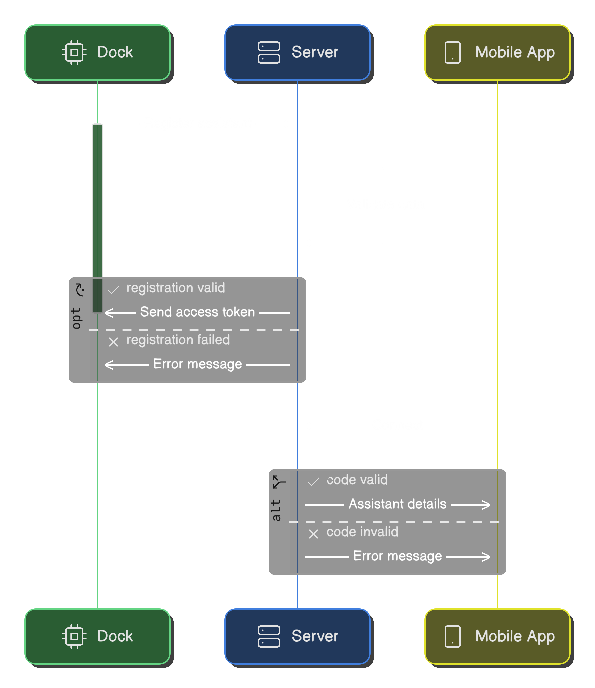 Dock
Server
Mobile App
opt
registration valid
Send access token
registration failed
Error message
alt
code valid
Assistant details
code invalid
Error message
Dock
Server
Mobile App